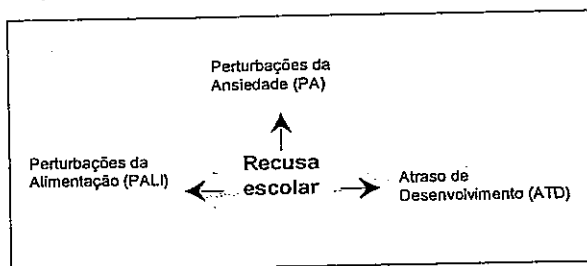 Perturbações da
Ansiedade (PA)
Perturbações da
Alimentação (PALI)
Recusa
escolar
Atraso de
Desenvolvimento (ATD)